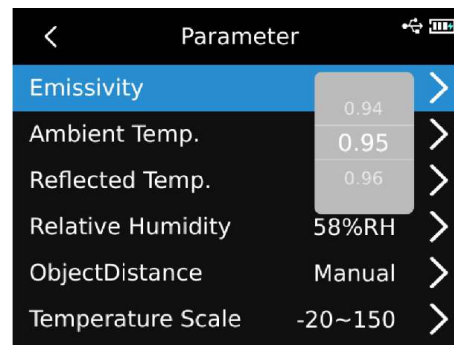 Parameter
Emissivity
0.94
Ambient Temp.
0.95
Reflected Temp.
0.96
Relative Humidity 58%RH
ObjectDistance Manual
Temperature Scale -20~150